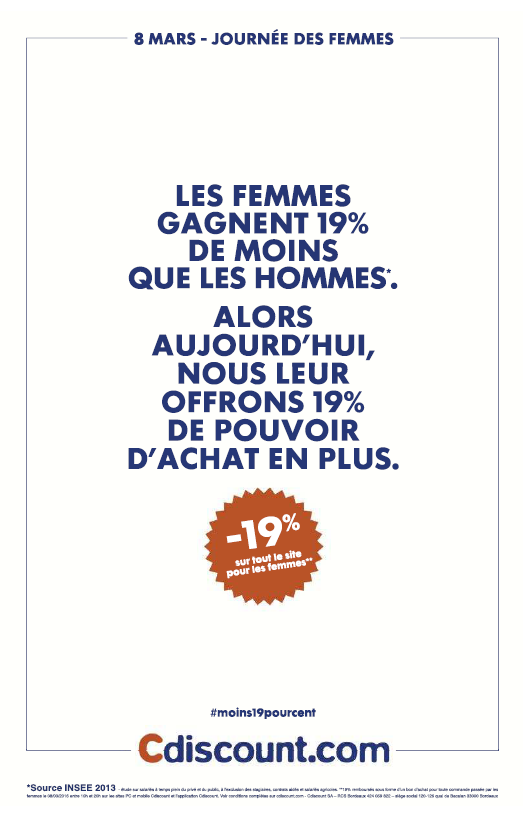 8 MARS - JOURNÉE DES FEMMES
LES FEMMES
GAGNENT 19%
DE MOINS
QUE LES HOMMES*.
ALORS
AUJOURD'HUI,
NOUS LEUR
OFFRONS 19%
DE POUVOIR
D'ACHAT EN PLUS.
-19%
sur tout le site
pour les femmes**
#moins19pourcent
Cdiscount.com
*Source INSEE 2013 - étude sur salariés à temps plein du privé et du public, à l'exclusion des stagiaires, contrats aidés et salariés agricoles. **19% remboursés sous forme d'un bon d'achat pour toute commande passée par les
femmes le 08/03/2016 entre 10h et 20h sur les sites PC et mobile Cdiscount et l'application Cdiscount. Voir conditions complètes sur cdiscount.com - Cdiscount SA – RCS Bordeaux 424 059 822 – siège social 120-126 quai de Bacalan 33000 Bordeaux